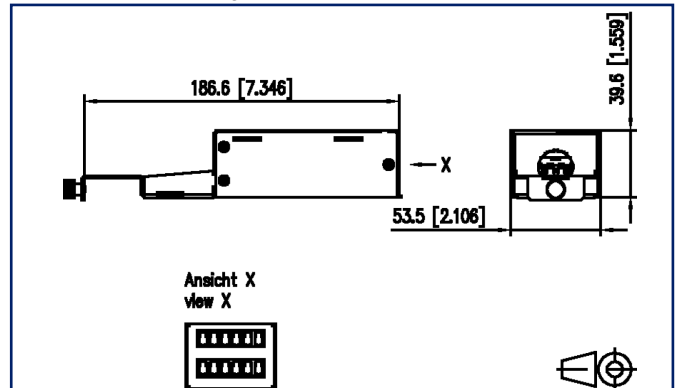 186.6 [7.346]
39.6 [1.559]
X
53.5 [2.106]
Ansicht X
view X